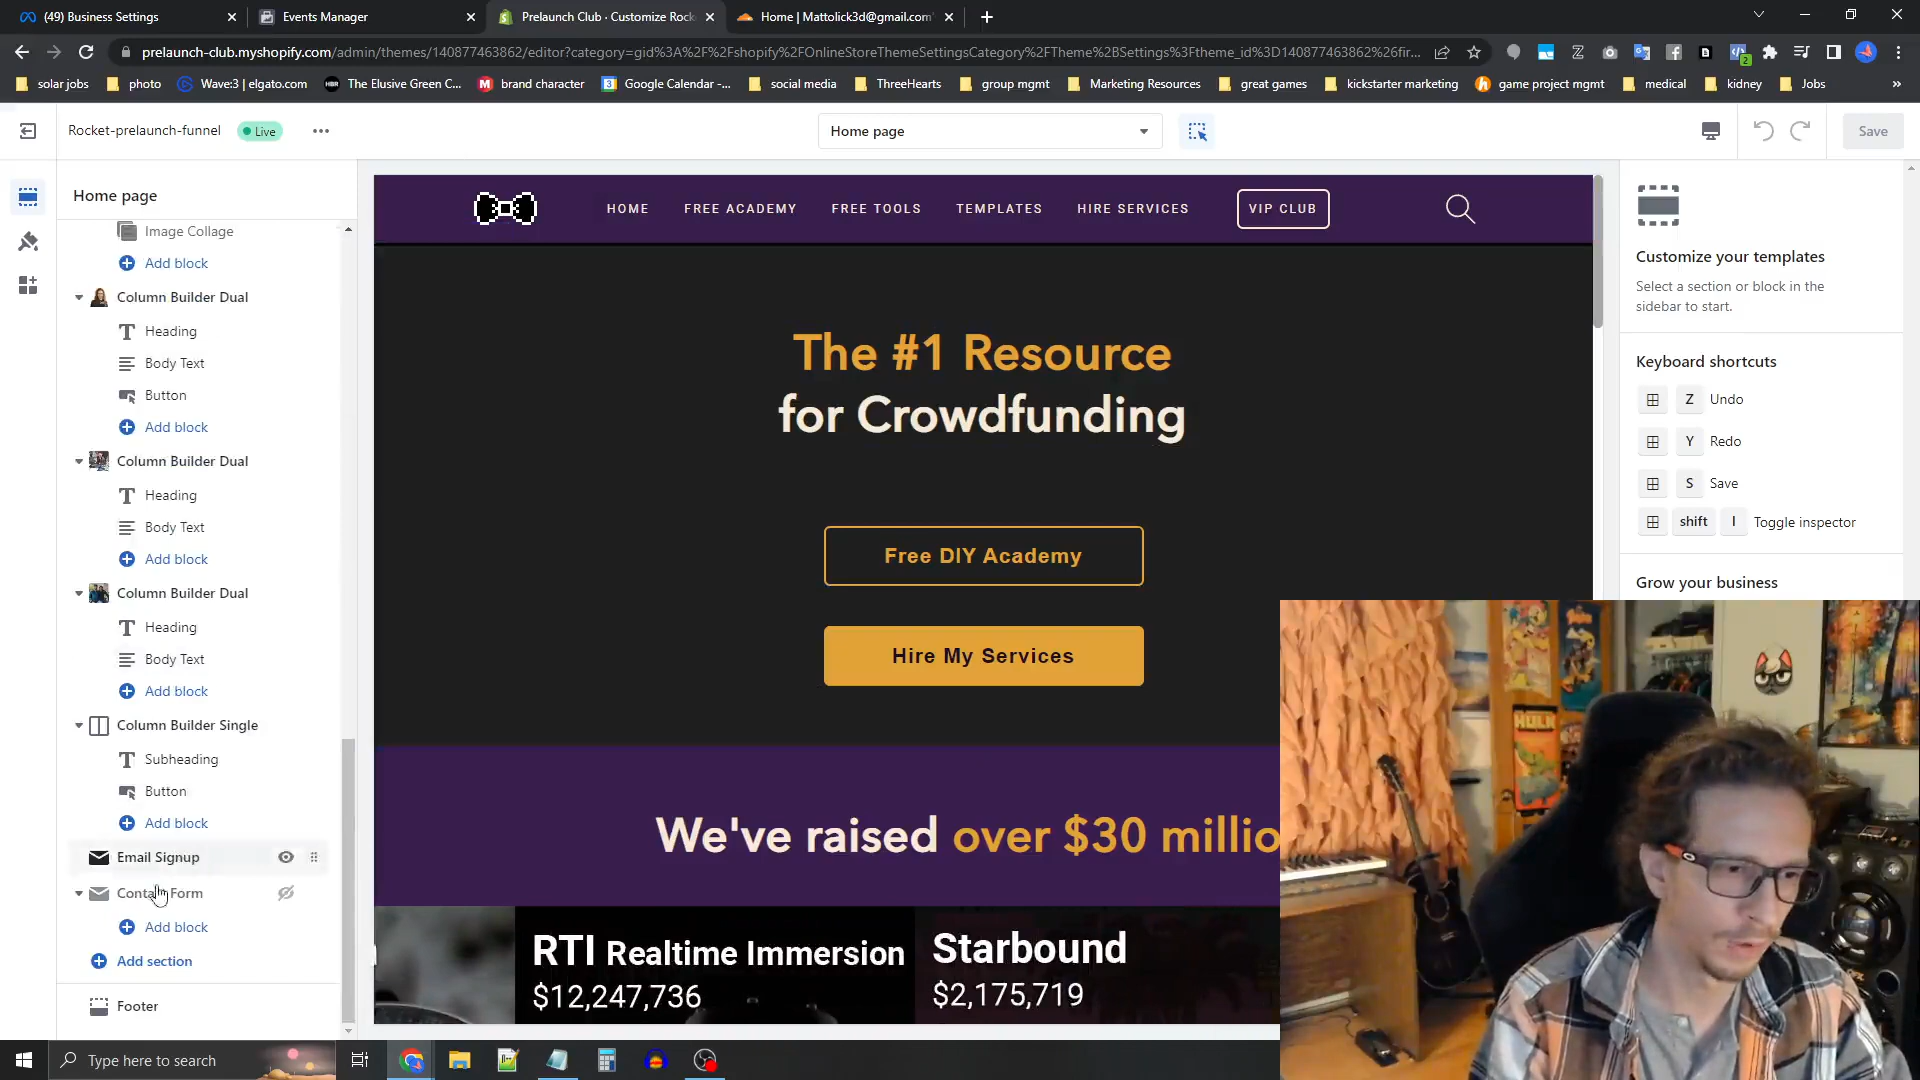 (49) Business Settings
Events Manager
Prelaunch Club · Customize Rock
Home | Mattolick3d@gmail.com'
prelaunch-club.myshopify.com/admin/themes/140877463862/editor?category=gid%3A%2F%2Fshopify%2FOnlineStoreThemeSettingsCategory%2FTheme%2BSettings%3Ftheme_id%3D140877463862%26fir...
2
solar jobs
photo
Wave:3 | elgato.com
The Elusive Green C...
brand character
Google Calendar -...
social media
ThreeHearts
group mgmt
Marketing Resources
great games
kickstarter marketing
game project mgmt
medical
kidney
Jobs
»
Rocket-prelaunch-funnel
Live
Home page
Save
Home page
Image Collage
Add block
Column Builder Dual
Heading
Body Text
Button
Add block
Column Builder Dual
Heading
Body Text
Add block
Column Builder Dual
Heading
Body Text
Add block
Column Builder Single
Subheading
Button
Add block
Email Signup
Contact Form
Add block
Add section
Footer
HOME
FREE ACADEMY
FREE TOOLS
TEMPLATES
HIRE SERVICES
VIP CLUB
The #1 Resource
for Crowdfunding
Free DIY Academy
Hire My Services
We've raised over $30 millio
RTI Realtime Immersion
$12,247,736
Starbound
$2,175,719
Customize your templates
Select a section or block in the
sidebar to start.
Keyboard shortcuts
Z Undo
Y Redo
S Save
shift I Toggle inspector
Grow your business
HULK
Type here to search